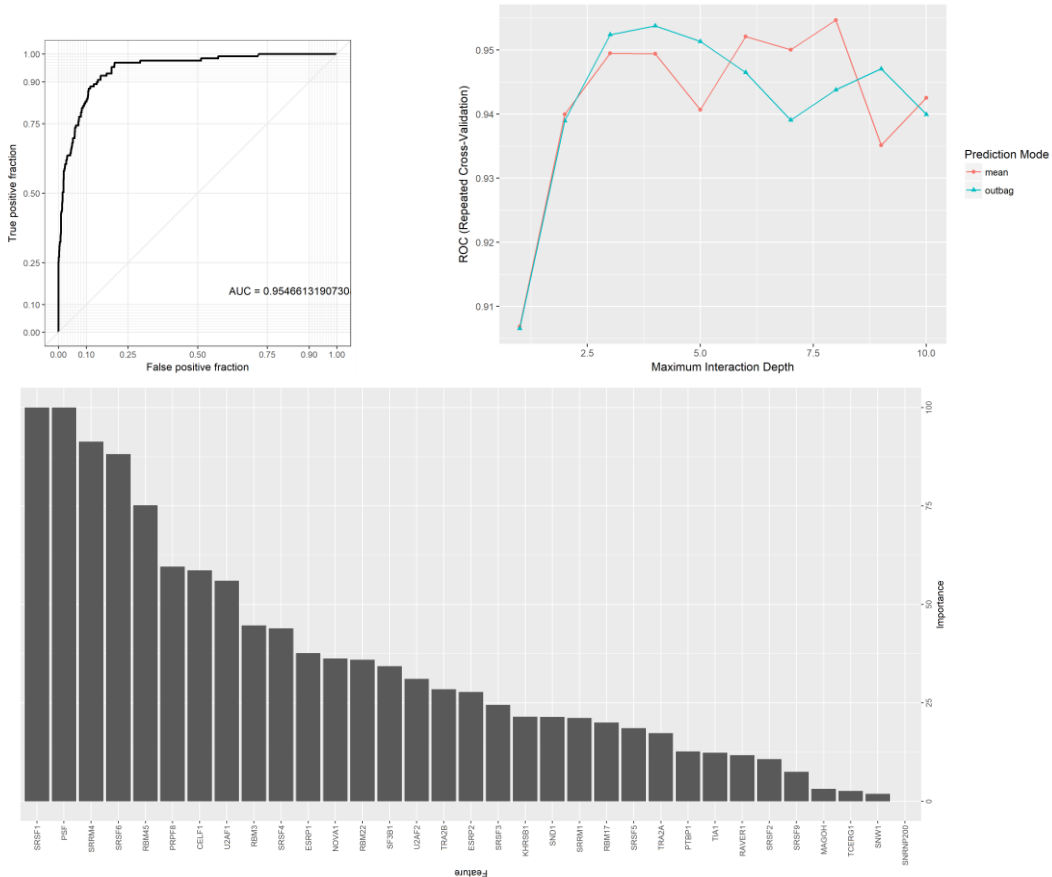 1.00
0.90
0.75
0.50
0.25
0.10
0.00
True positive fraction
AUC = 0.9546613190730
0.00 0.10 0.25 0.50 0.75 0.90 1.00
False positive fraction
0.95
0.94
0.93
0.92
0.91
ROC (Repeated Cross-Validation)
2.5 5.0 7.5 10.0
Maximum Interaction Depth
Prediction Mode
mean
outbag
100
75
50
25
0
Importance
SRSF1
PSF
SRRM4
SRSF6
RBM45
PRPF8
CELF1
U2AF1
RBM3
SRSF4
ESRP1
NOVA1
RBM22
SF3B1
U2AF2
TRA2B
ESRP2
SRSF3
KHRSB1
SND1
SRRM1
RBM17
SRSF5
TRA2A
PTBP1
TIA1
RAVER1
SRSF2
SRSF9
MAGOH
TCERG1
SNW1
SNRNP200
Feature